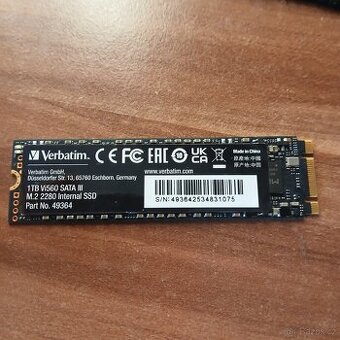 Verbatim. CE FC EAC UK CA
Made in China
Verbatim GmbH,
Düsseldorfer Str. 13, 65760 Eschborn, Germany
www.verbatim.com
1TB Vi560 SATA III
M.2 2280 Internal SSD
Part No. 49364
S/N: 493642534831075